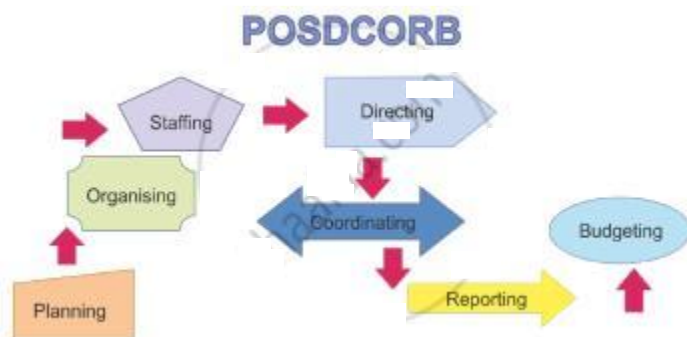 POSDCORB
Staffing
Directing
Organising
Coordinating
Budgeting
Reporting
Planning